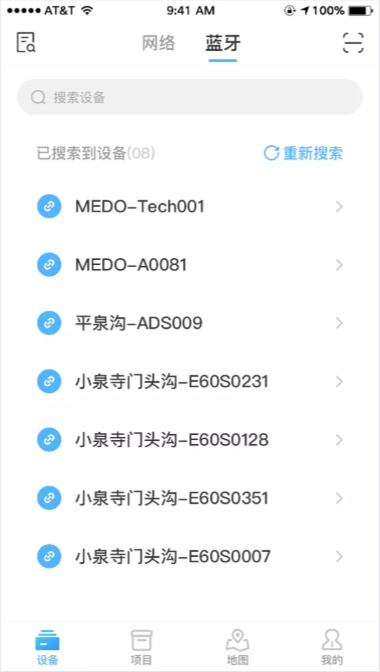 AT&T 9:41 AM 100%
网络 蓝牙
搜索设备
已搜索到设备(08) 重新搜索
MEDO-Tech001
MEDO-A0081
平泉沟-ADS009
小泉寺门头沟-E60S0231
小泉寺门头沟-E60S0128
小泉寺门头沟-E60S0351
小泉寺门头沟-E60S0007
设备 项目 地图 我的